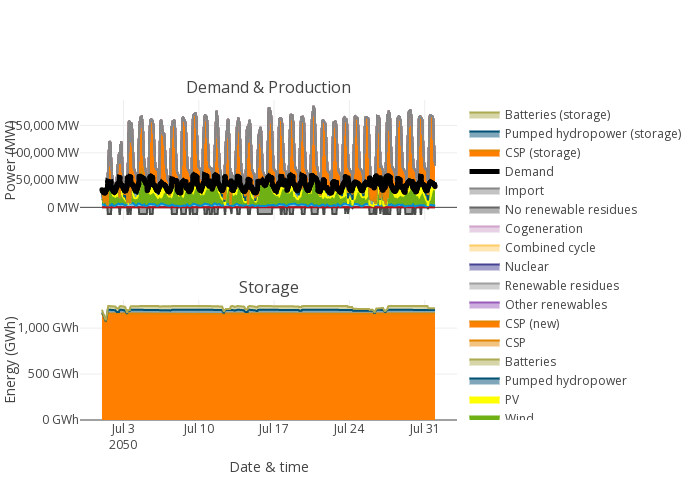 Demand & Production
Power (MW)
150,000 MW
100,000 MW
50,000 MW
0 MW
Storage
Energy (GWh)
1,000 GWh
500 GWh
0 GWh
Jul 3
2050
Jul 10
Jul 17
Jul 24
Jul 31
Date & time
Batteries (storage)
Pumped hydropower (storage)
CSP (storage)
Demand
Import
No renewable residues
Cogeneration
Combined cycle
Nuclear
Renewable residues
Other renewables
CSP (new)
CSP
Batteries
Pumped hydropower
PV
Wind